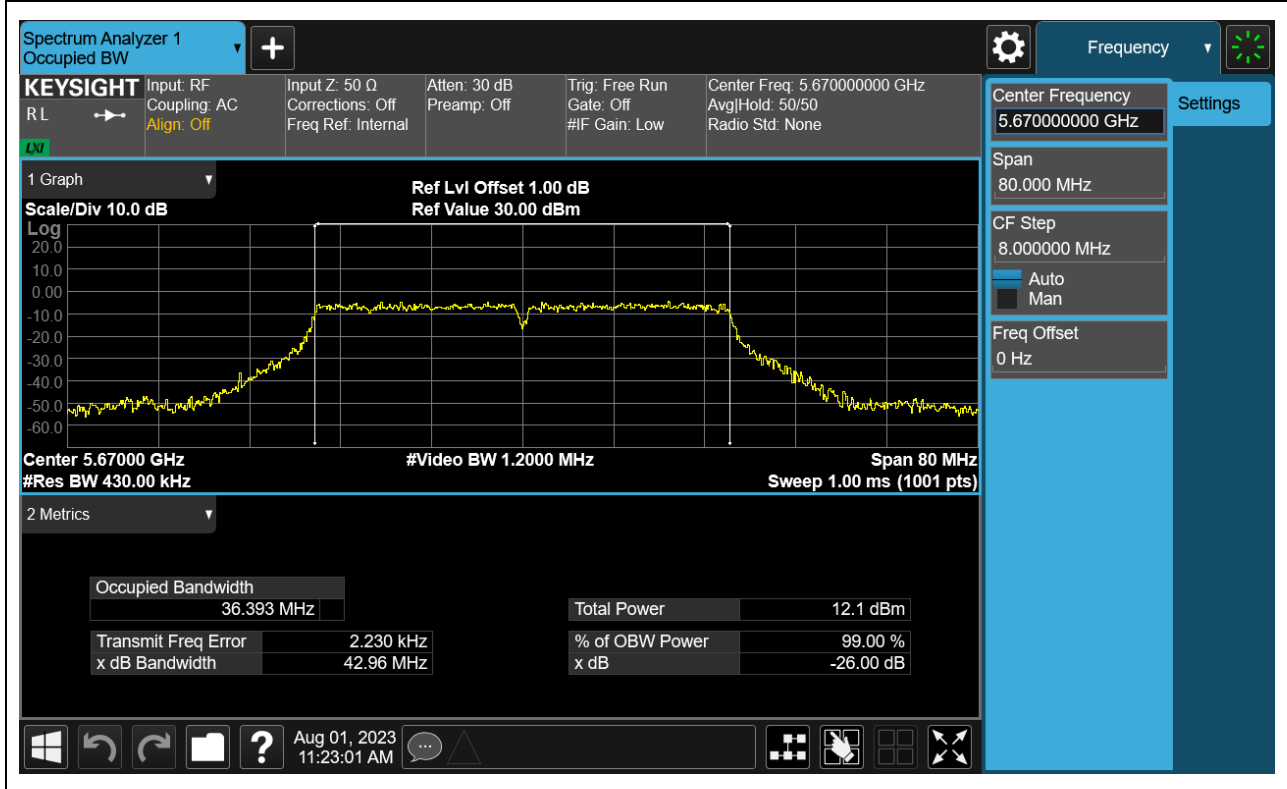 Spectrum Analyzer 1
Occupied BW
Frequency
KEYSIGHT
R L
LXI
Input: RF
Coupling: AC
Align: Off
Input Z: 50 Ω
Corrections: Off
Freq Ref: Internal
Atten: 30 dB
Preamp: Off
Trig: Free Run
Gate: Off
#IF Gain: Low
Center Freq: 5.670000000 GHz
Avg|Hold: 50/50
Radio Std: None
Center Frequency
5.670000000 GHz
Settings
Span
80.000 MHz
CF Step
8.000000 MHz
Auto
Man
Freq Offset
0 Hz
1 Graph
Scale/Div 10.0 dB
Ref Lvl Offset 1.00 dB
Ref Value 30.00 dBm
Log
20.0
10.0
0.00
-10.0
-20.0
-30.0
-40.0
-50.0
-60.0
Center 5.67000 GHz
#Video BW 1.2000 MHz
Span 80 MHz
#Res BW 430.00 kHz
Sweep 1.00 ms (1001 pts)
2 Metrics
Occupied Bandwidth
36.393 MHz
Total Power 12.1 dBm
Transmit Freq Error 2.230 kHz
% of OBW Power 99.00 %
x dB Bandwidth 42.96 MHz
x dB -26.00 dB
?
Aug 01, 2023
11:23:01 AM